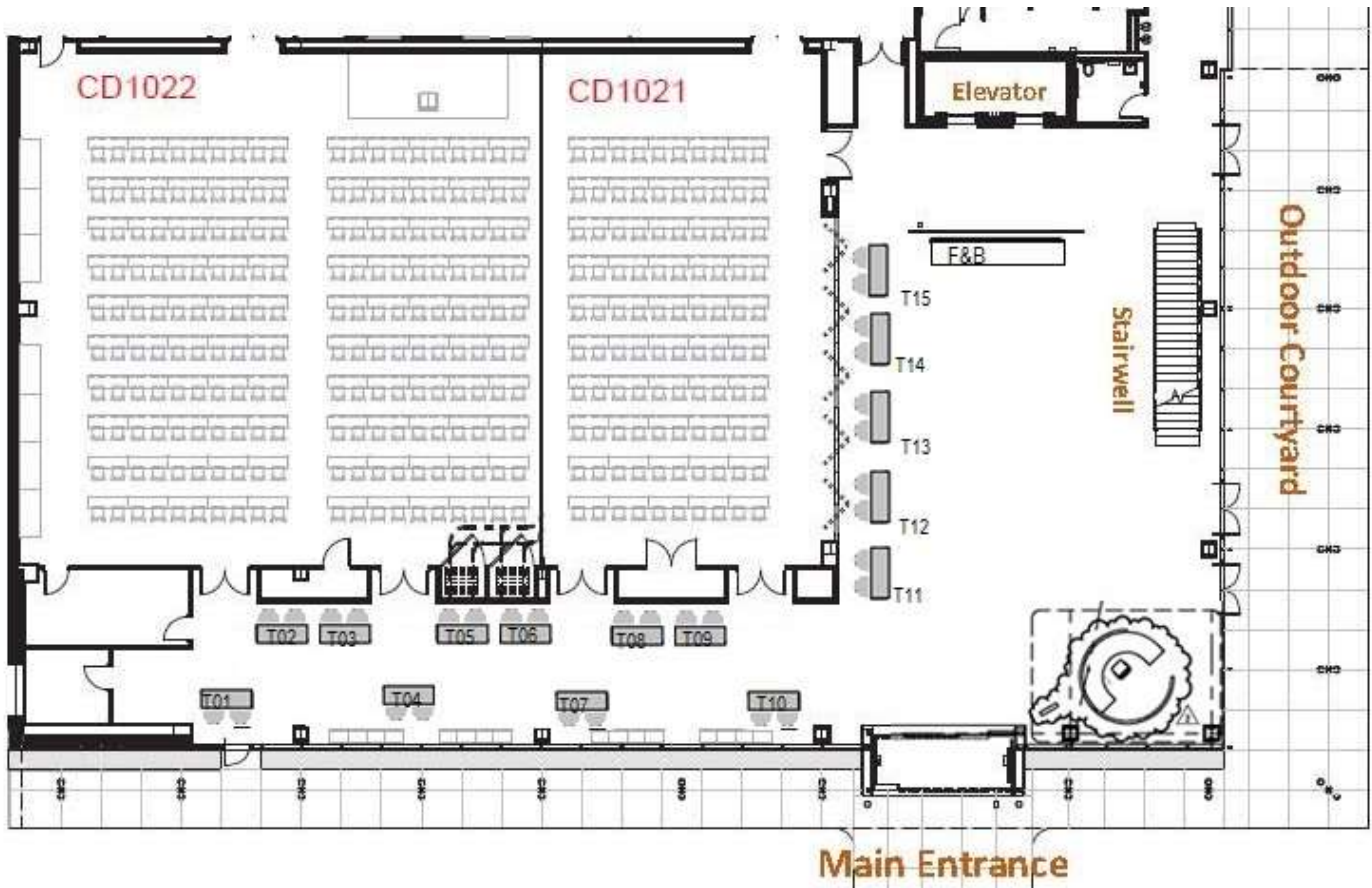 CD1022
CD1021
Elevator
F&B
T15
T14
T13
T12
T11
Stairwell
Outdoor Courtyard
T02
T03
T05
T06
T08
T09
T01
T04
T07
T10
Main Entrance